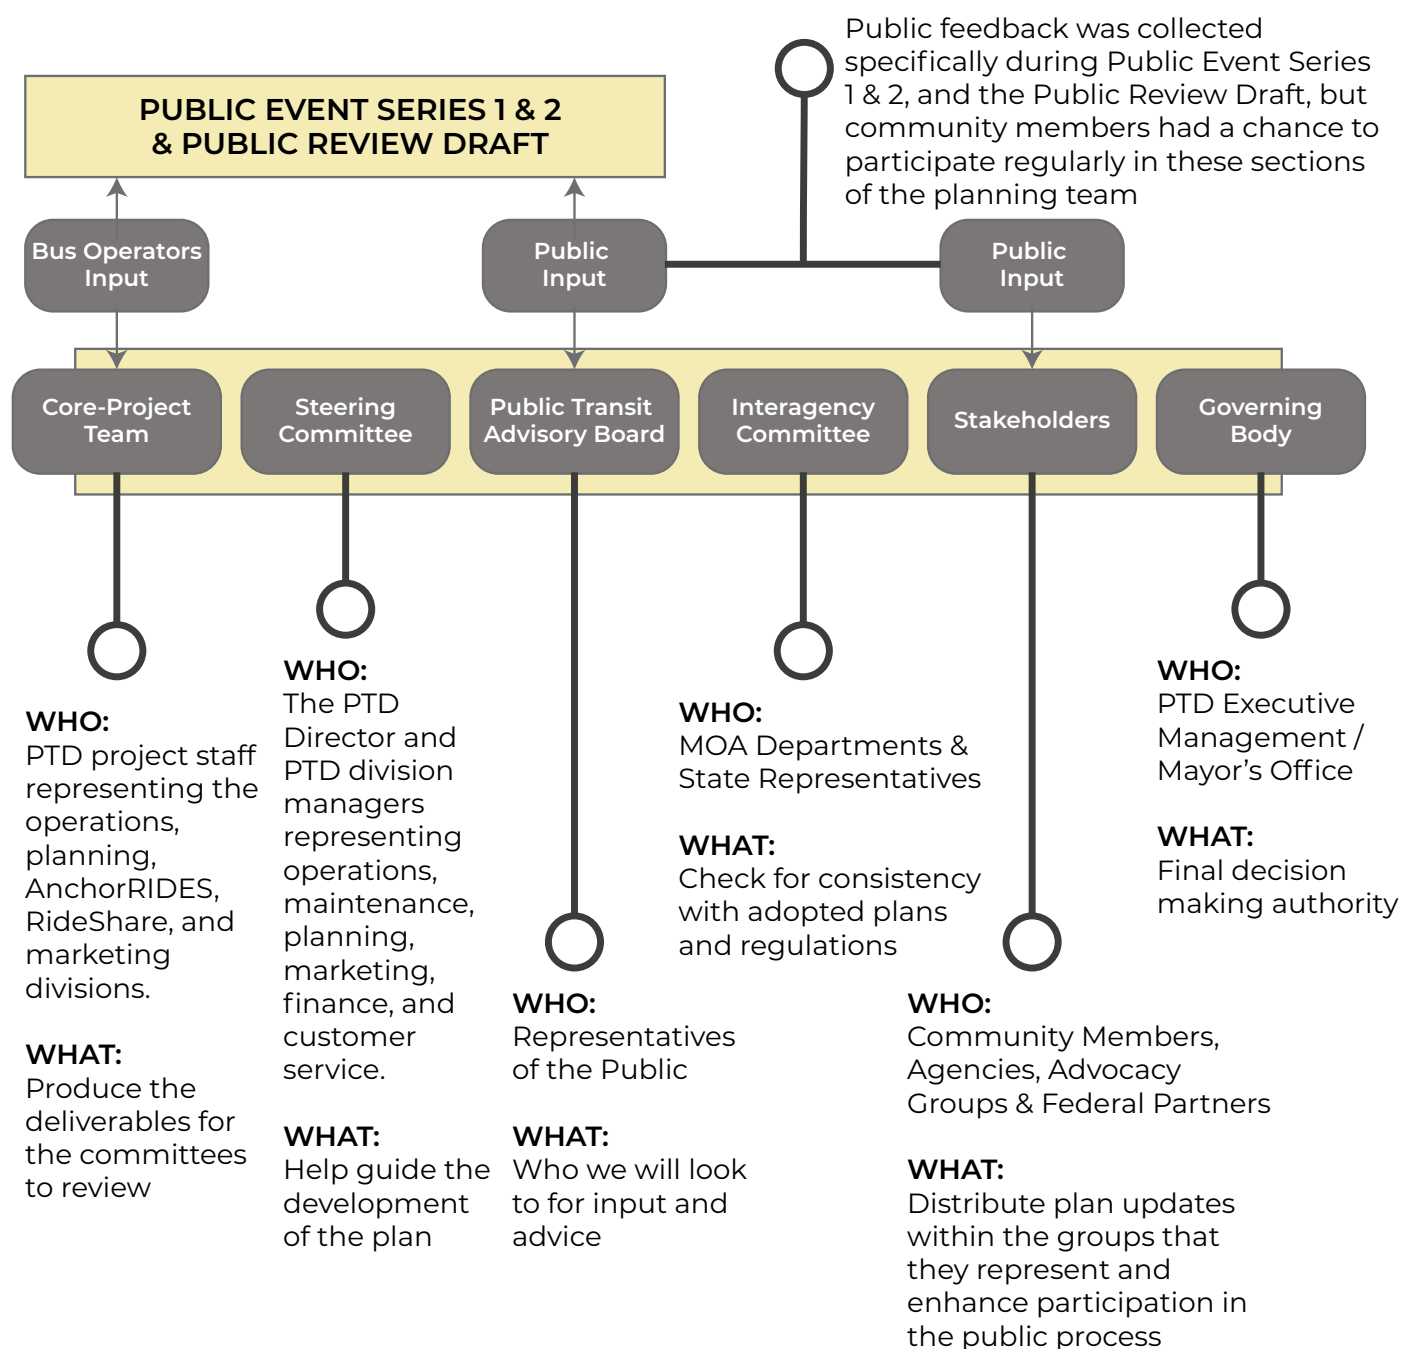 Public feedback was collected
specifically during Public Event Series
1 & 2, and the Public Review Draft, but
community members had a chance to
participate regularly in these sections
of the planning team
PUBLIC EVENT SERIES 1 & 2
& PUBLIC REVIEW DRAFT
Bus Operators
Input
Public
Input
Public
Input
Core-Project
Team
Steering
Committee
Public Transit
Advisory Board
Interagency
Committee
Stakeholders
Governing
Body
WHO:
PTD project staff
representing the
operations,
planning,
AnchorRIDES,
RideShare, and
marketing
divisions.
WHAT:
Produce the
deliverables for
the committees
to review
WHO:
The PTD
Director and
PTD division
managers
representing
operations,
maintenance,
planning,
marketing,
finance, and
customer
service.
WHAT:
Help guide the
development
of the plan
WHO:
Representatives
of the Public
WHAT:
Who we will look
to for input and
advice
WHO:
MOA Departments &
State Representatives
WHAT:
Check for consistency
with adopted plans
and regulations
WHO:
Community Members,
Agencies, Advocacy
Groups & Federal Partners
WHAT:
Distribute plan updates
within the groups that
they represent and
enhance participation in
the public process
WHO:
PTD Executive
Management /
Mayor's Office
WHAT:
Final decision
making authority